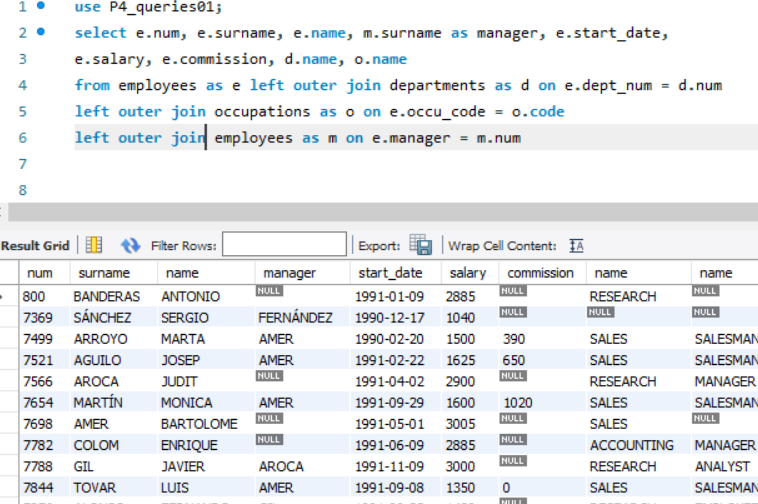 1 use P4_queries01;
2 select e.num, e.surname, e.name, m.surname as manager, e.start_date,
3 e.salary, e.commission, d.name, o.name
4 from employees as e left outer join departments as d on e.dept_num = d.num
5 left outer join occupations as o on e.occu_code = o.code
6 left outer join employees as m on e.manager = m.num
7
8
Result Grid Filter Rows: Export: Wrap Cell Content: IA
num surname name manager start_date salary commission name name
800 BANDERAS ANTONIO NULL 1991-01-09 2885 NULL RESEARCH NULL
7369 SÁNCHEZ SERGIO FERNÁNDEZ 1990-12-17 1040 NULL NULL NULL
7499 ARROYO MARTA AMER 1990-02-20 1500 390 SALES SALESMAN
7521 AGUILO JOSEP AMER 1991-02-22 1625 650 SALES SALESMAN
7566 AROCA JUDIT NULL 1991-04-02 2900 NULL RESEARCH MANAGER
7654 MARTÍN MONICA AMER 1991-09-29 1600 1020 SALES SALESMAN
7698 AMER BARTOLOME NULL 1991-05-01 3005 NULL SALES NULL
7782 COLOM ENRIQUE NULL 1991-06-09 2885 NULL ACCOUNTING MANAGER
7788 GIL JAVIER AROCA 1991-11-09 3000 NULL RESEARCH ANALYST
7844 TOVAR LUIS AMER 1991-09-08 1350 0 SALES SALESMAN
NULL